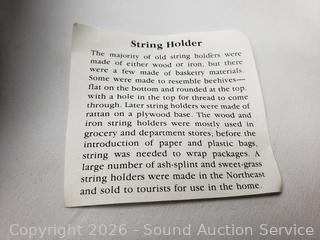 String Holder
The majority of old string holders were
made of either wood or iron, but there
were a few made of basketry materials.
Some were made to resemble beehives—
flat on the bottom and rounded at the top,
with a hole in the top for thread to come
through. Later string holders were made of
rattan on a plywood base. The wood and
iron string holders were mostly used in
grocery and department stores; before the
introduction of paper and plastic bags,
string was needed to wrap packages. A
large number of ash-splint and sweet-grass
string holders were made in the Northeast
and sold to tourists for use in the home.
Copyright 2026 - Sound Auction Service